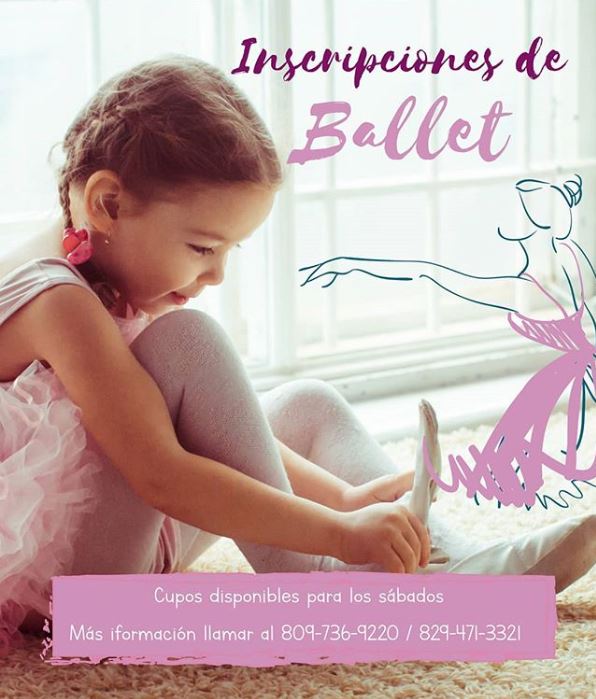 Inscripciones de
Ballet
Cupos disponibles para los sábados
Más iformación llamar al 809-736-9220 / 829-471-3321